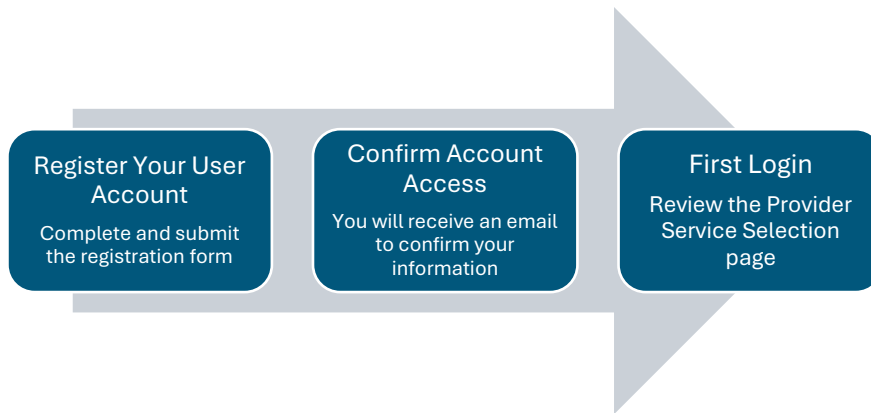 Register Your User
Account
Complete and submit
the registration form
Confirm Account
Access
You will receive an email
to confirm your
information
First Login
Review the Provider
Service Selection
page